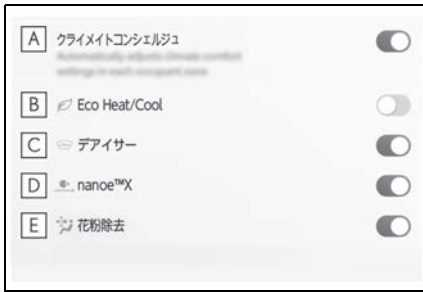 A クライメイトコンシェルジュ
Automatically adjusts climate comfort
settings in each occupant zone
B Eco Heat/Cool
C デアイサー
D nanoe™X
E 花粉除去